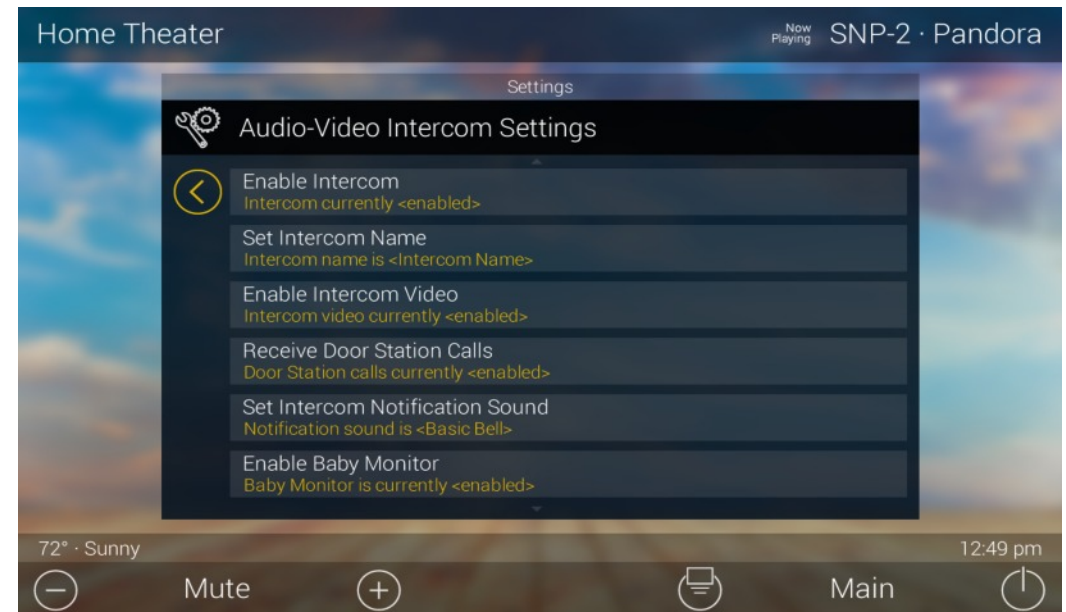 Home Theater
Now Playing SNP-2 · Pandora
Settings
Audio-Video Intercom Settings
Enable Intercom
Intercom currently <enabled>
Set Intercom Name
Intercom name is <Intercom Name>
Enable Intercom Video
Intercom video currently <enabled>
Receive Door Station Calls
Door Station calls currently <enabled>
Set Intercom Notification Sound
Notification sound is <Basic Bell>
Enable Baby Monitor
Baby Monitor is currently <enabled>
72° · Sunny
12:49 pm
Mute
Main